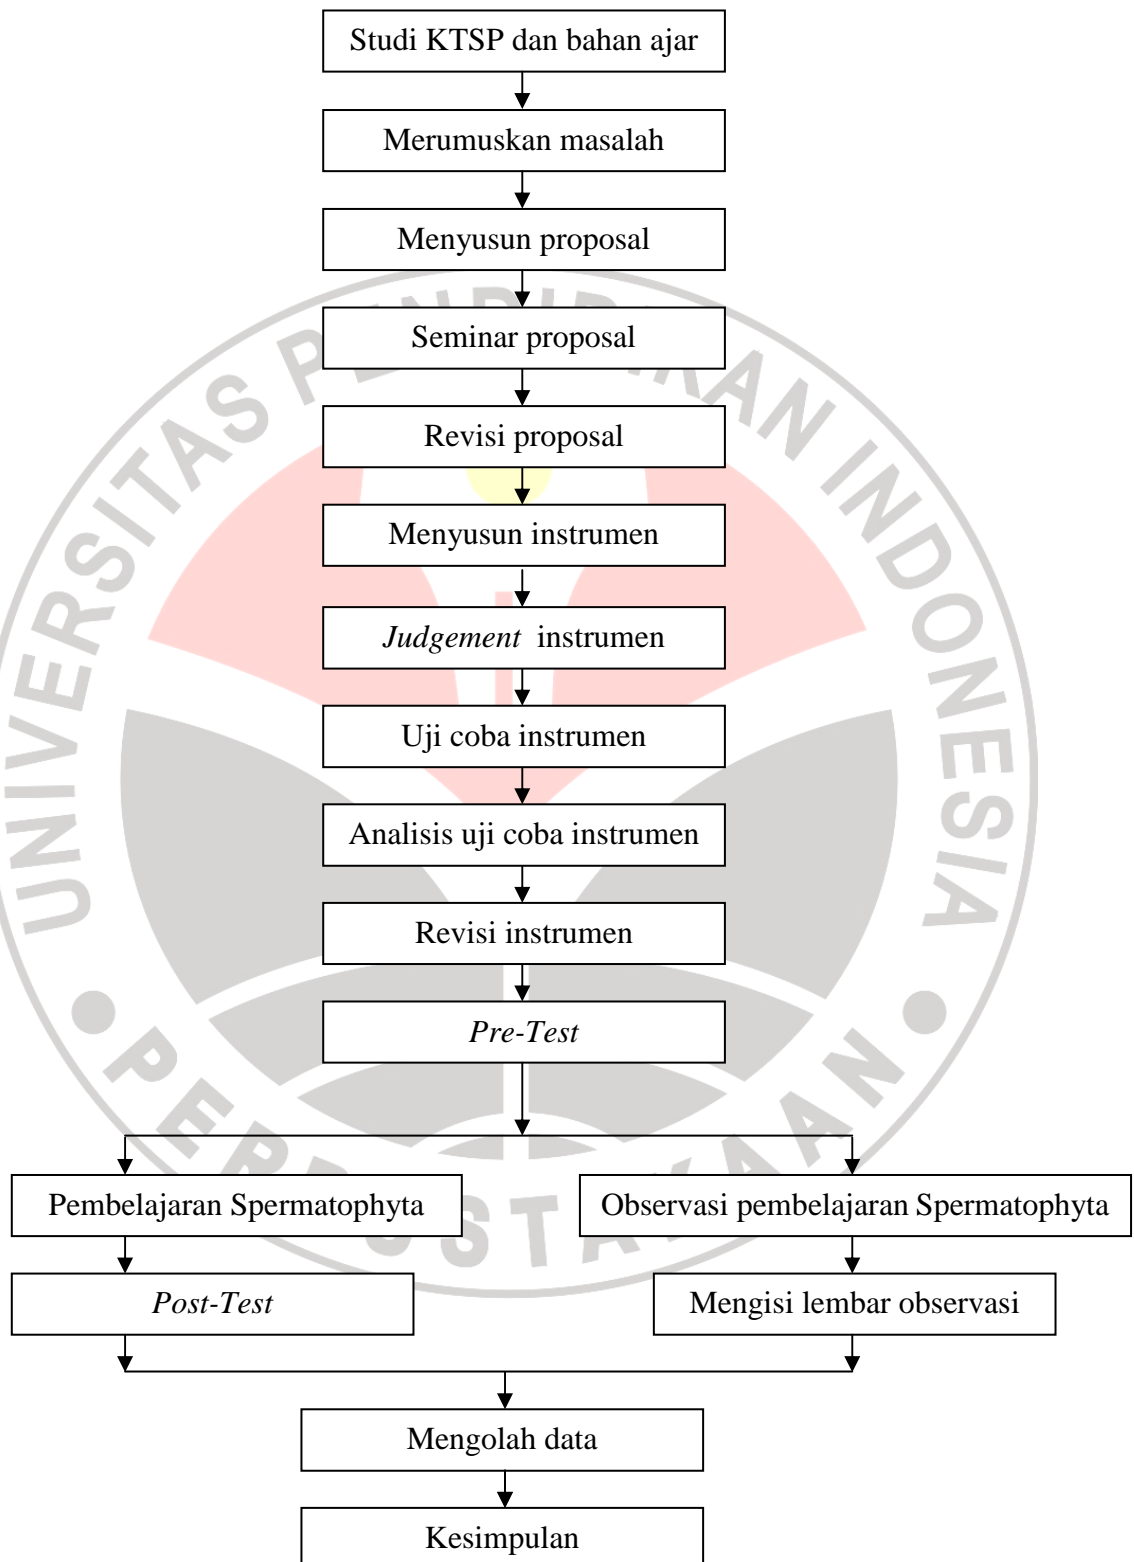 Studi KTSP dan bahan ajar
Merumuskan masalah
Menyusun proposal
Seminar proposal
Revisi proposal
Menyusun instrumen
Judgement instrumen
Uji coba instrumen
Analisis uji coba instrumen
Revisi instrumen
Pre-Test
Pembelajaran Spermatophyta
Observasi pembelajaran Spermatophyta
Post-Test
Mengisi lembar observasi
Mengolah data
Kesimpulan
UNIVERSITAS PENDIDIKAN INDONESIA
PERPUSTAKAAN